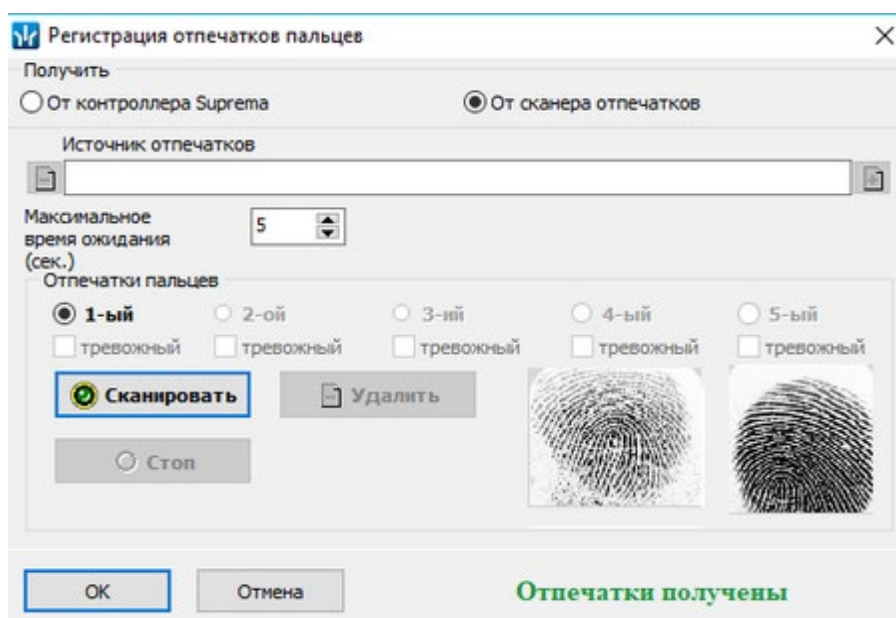 Регистрация отпечатков пальцев
Получить
От контроллера Suprema
От сканера отпечатков
Источник отпечатков
Максимальное
время ожидания
(сек.)
5
Отпечатки пальцев
1-ый 2-ой 3-ий 4-ый 5-ый
тревожный тревожный тревожный тревожный тревожный
Сканировать Удалить
Стоп
ОК Отмена Отпечатки получены